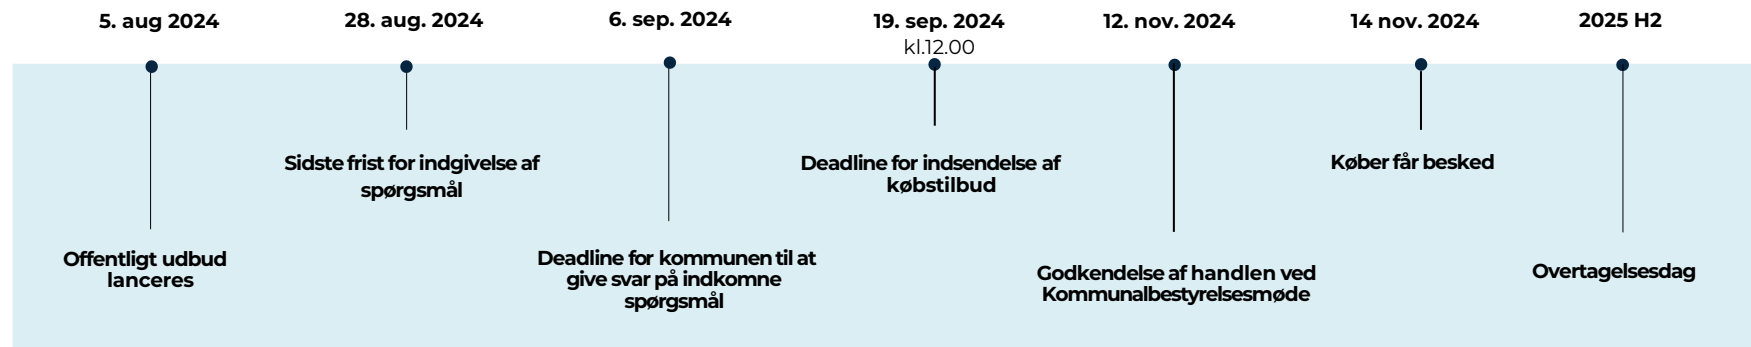 5. aug 2024
Offentligt udbud
lanceres
28. aug. 2024
Sidste frist for indgivelse af
spørgsmål
6. sep. 2024
Deadline for kommunen til at
give svar på indkomne
spørgsmål
19. sep. 2024
kl.12.00
Deadline for indsendelse af
købstilbud
12. nov. 2024
Godkendelse af handlen ved
Kommunalbestyrelsesmøde
14 nov. 2024
Køber får besked
2025 H2
Overtagelsesdag